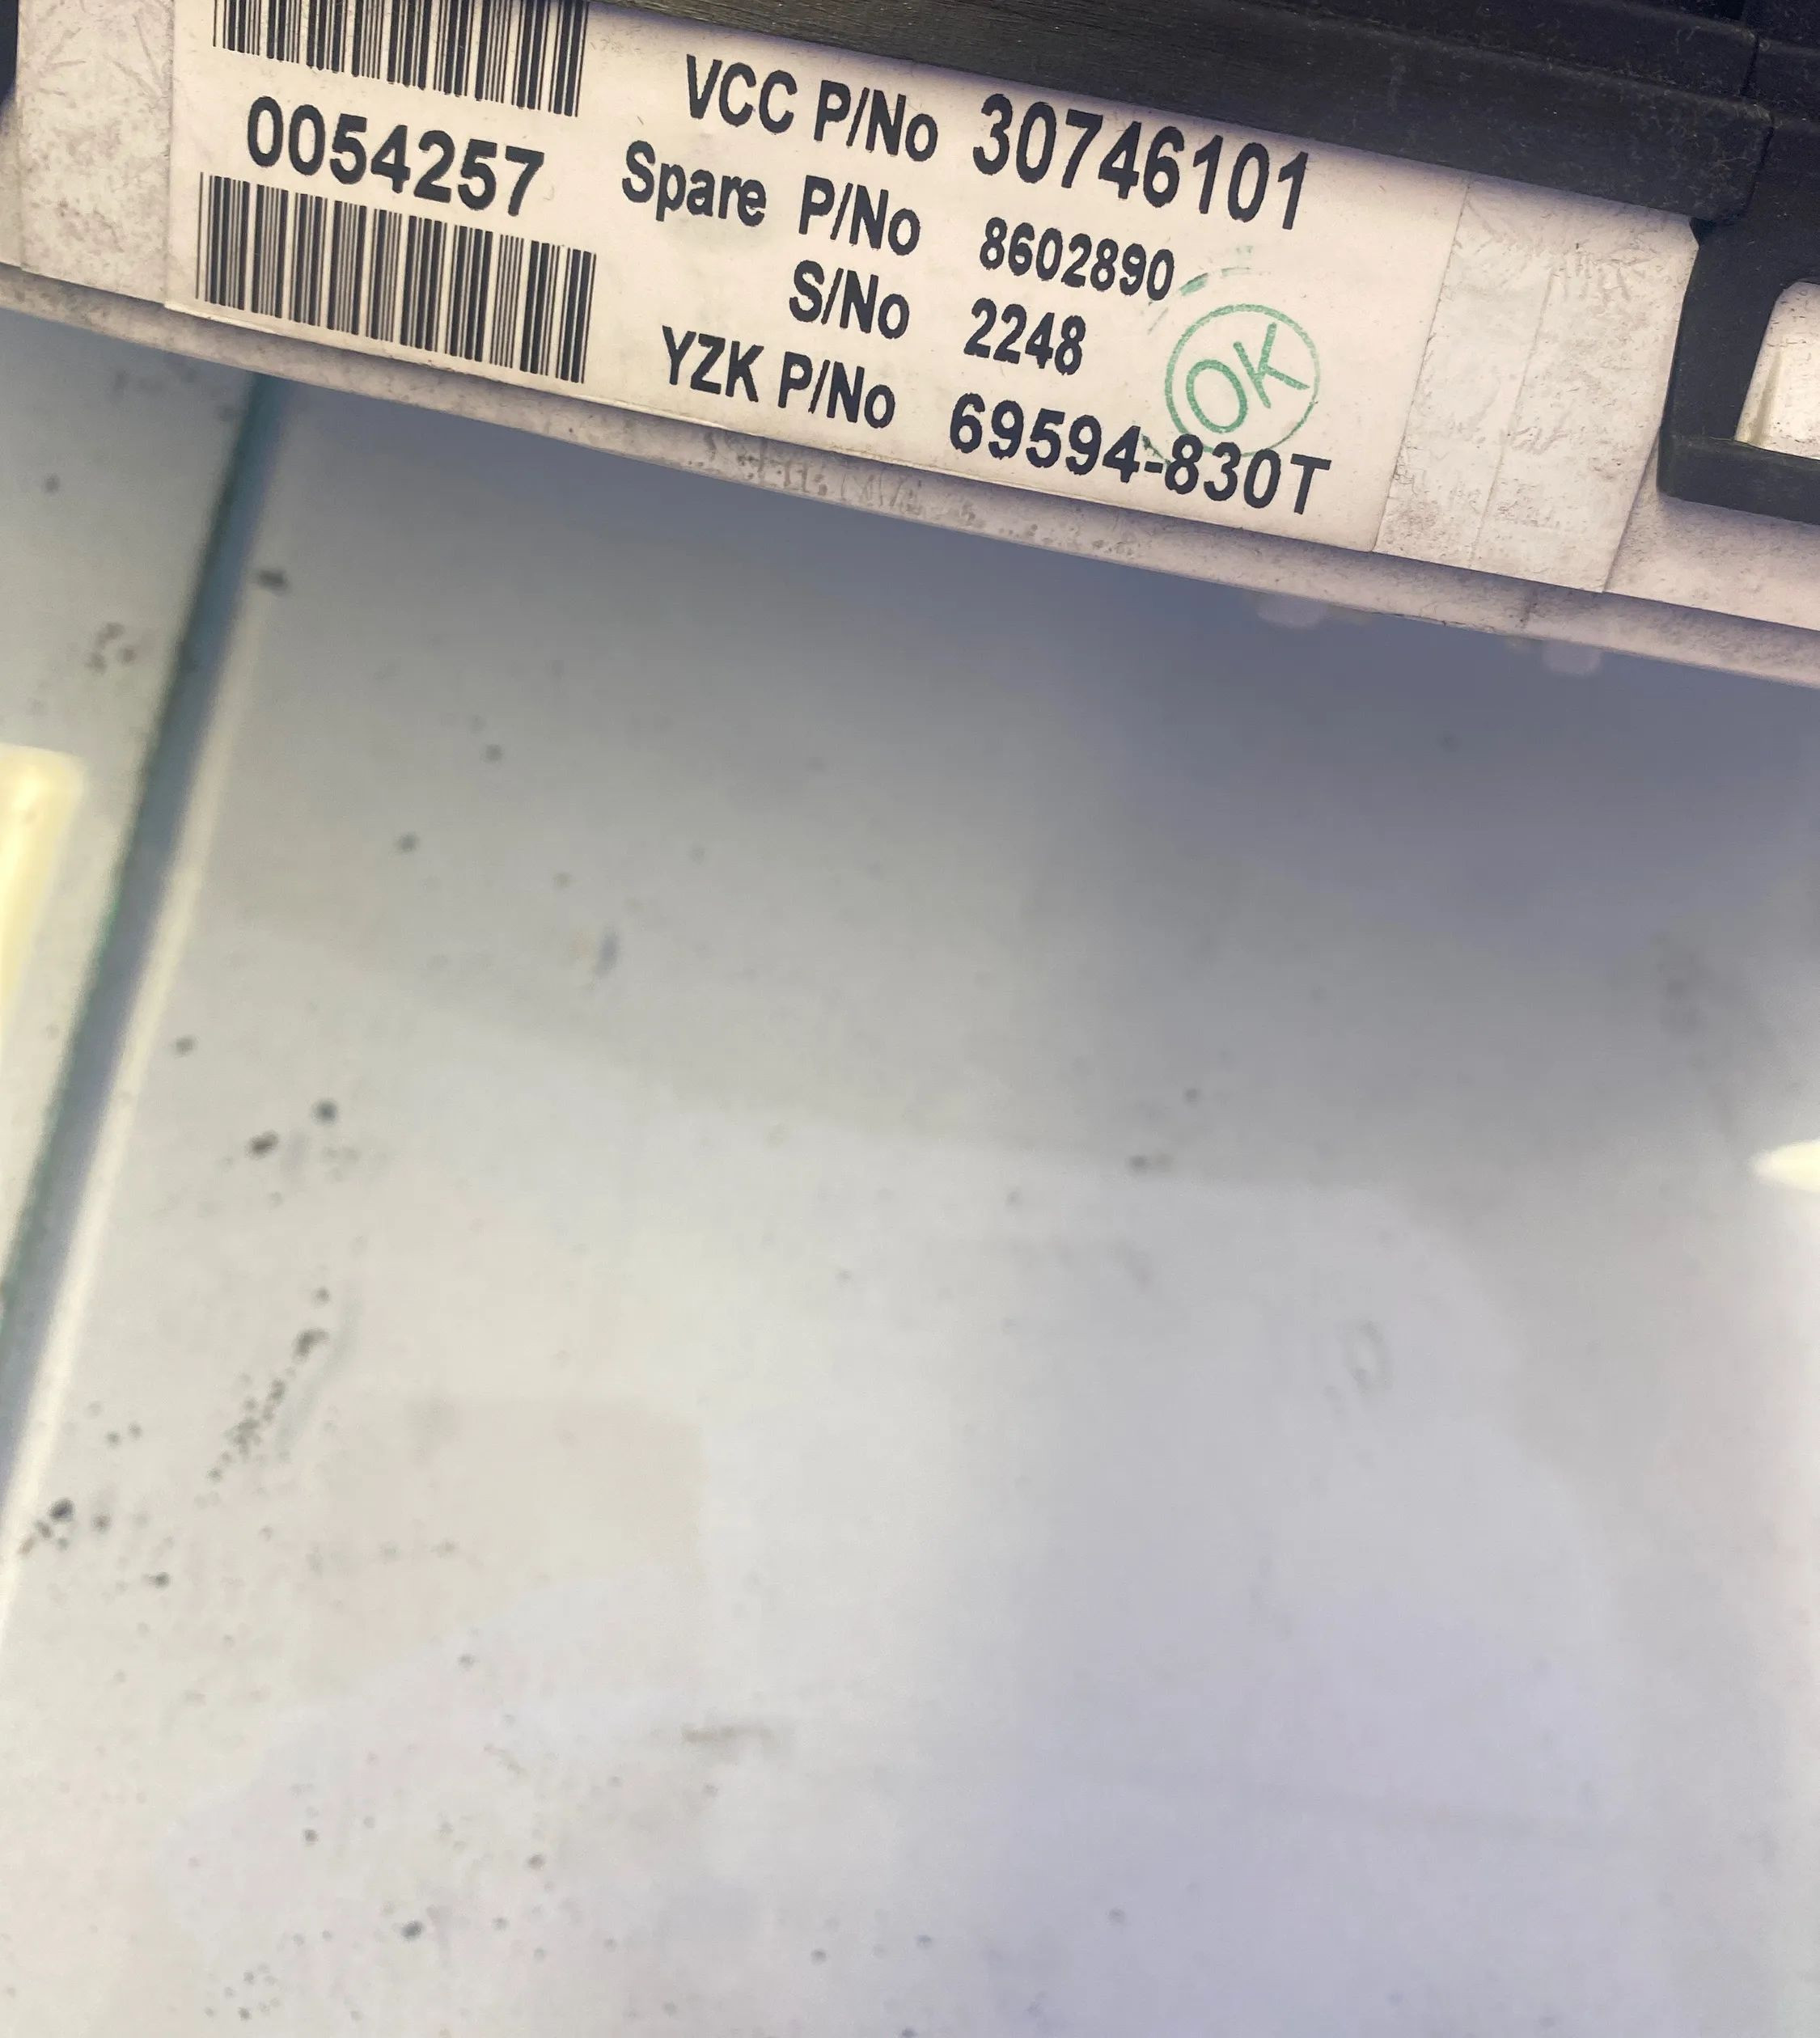 0054257
VCC P/No 30746101
Spare P/No 8602890
S/No 2248
YZK P/No 69594-830T
OK